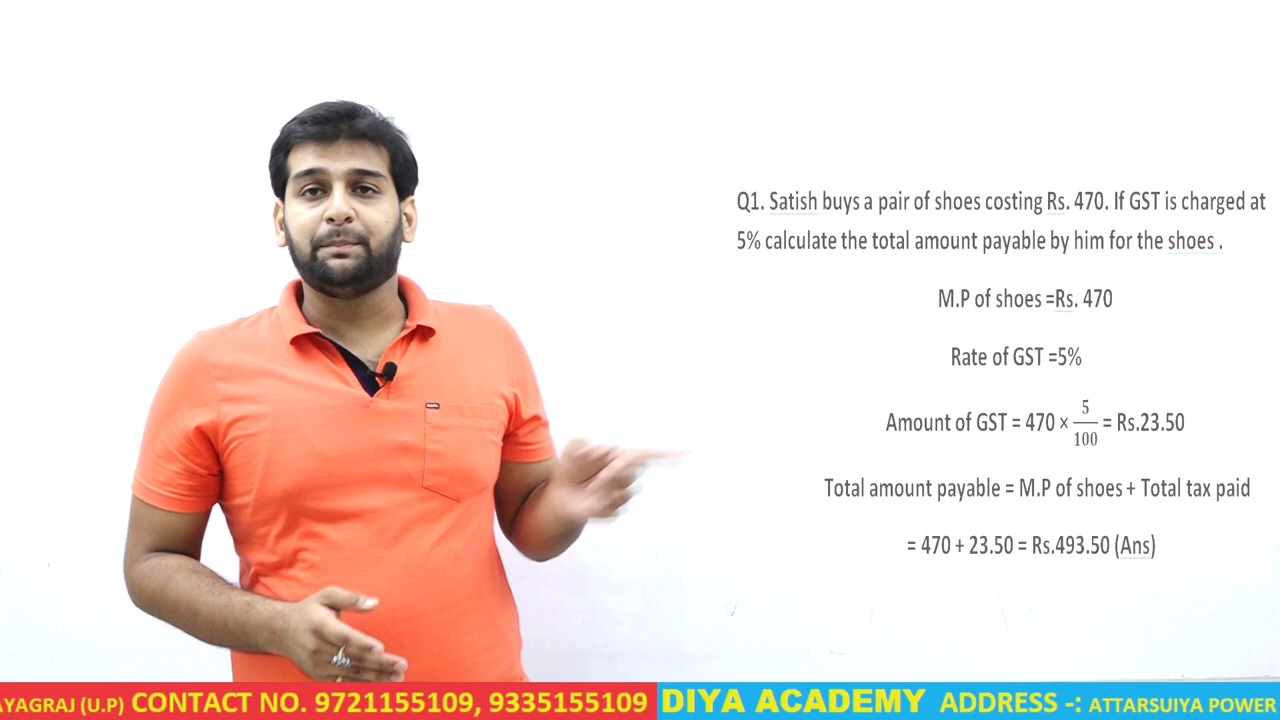 Q1. Satish buys a pair of shoes costing Rs. 470. If GST is charged at
5% calculate the total amount payable by him for the shoes .
M.P of shoes =Rs. 470
Rate of GST =5%
Amount of GST = 470 × 5/100 = Rs.23.50
Total amount payable = M.P of shoes + Total tax paid
= 470 + 23.50 = Rs.493.50 (Ans)
AYAGRAJ (U.P) CONTACT NO. 9721155109, 9335155109 DIYA ACADEMY ADDRESS -: ATTARSUIYA POWER